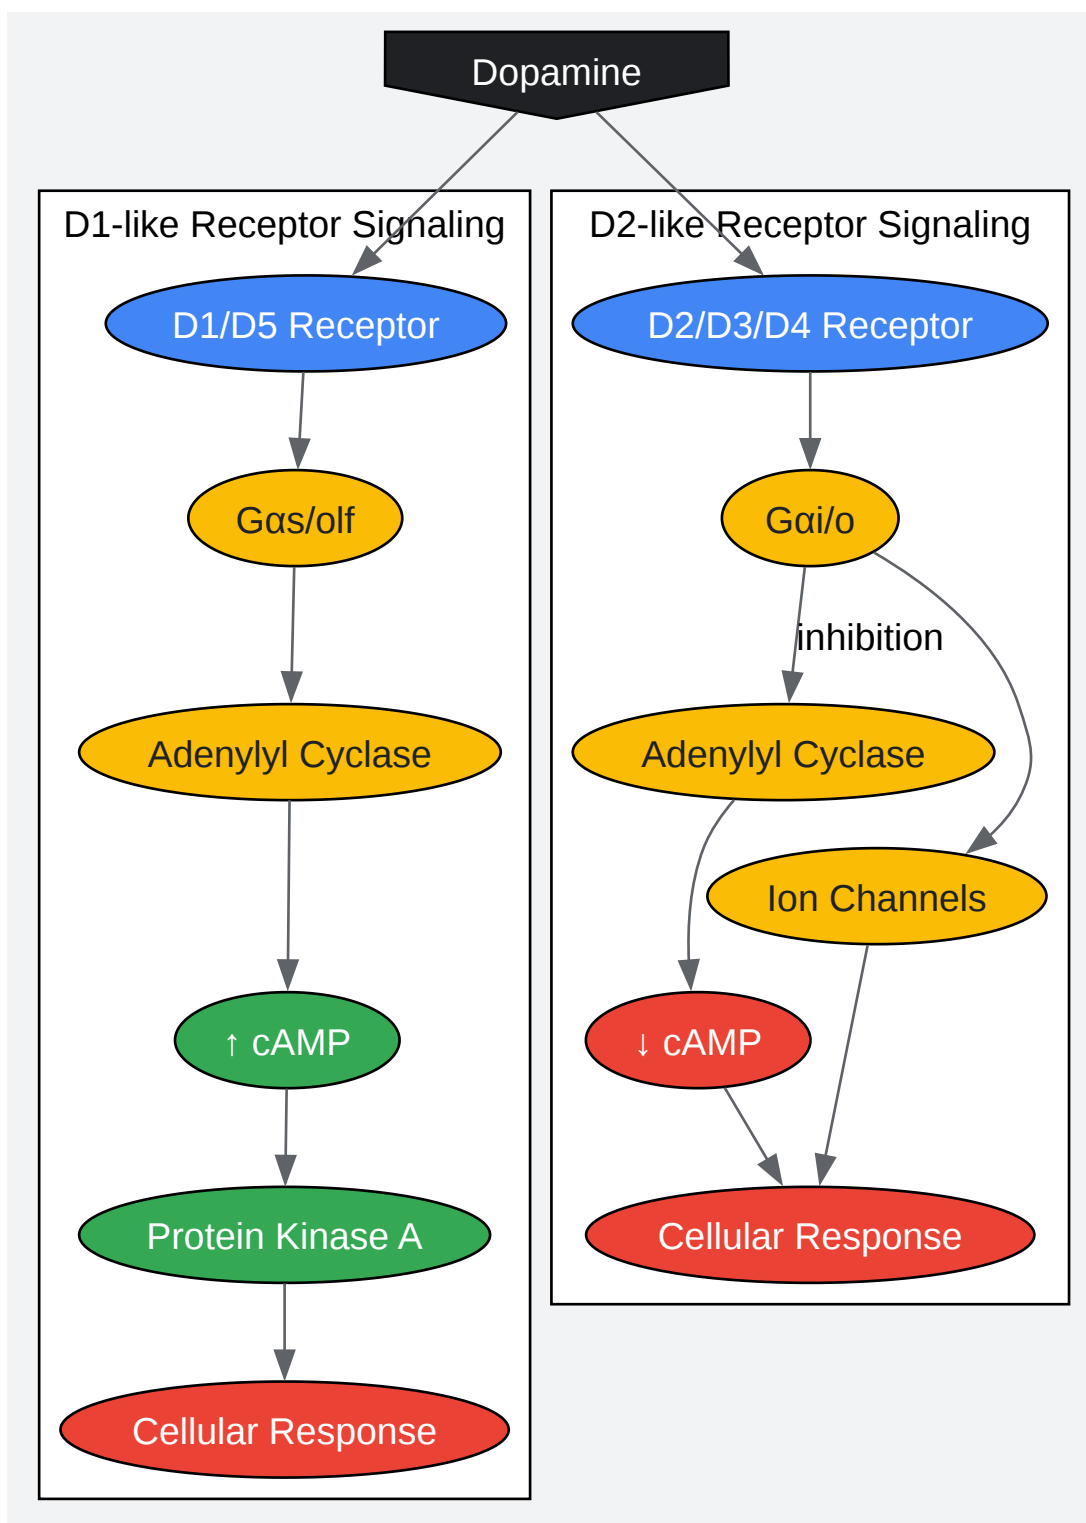 Dopamine
D1-like Receptor Signaling
D1/D5 Receptor
Gαs/olf
Adenylyl Cyclase
↑ cAMP
Protein Kinase A
Cellular Response
D2-like Receptor Signaling
D2/D3/D4 Receptor
Gαi/o
inhibition
Adenylyl Cyclase
Ion Channels
↓ cAMP
Cellular Response